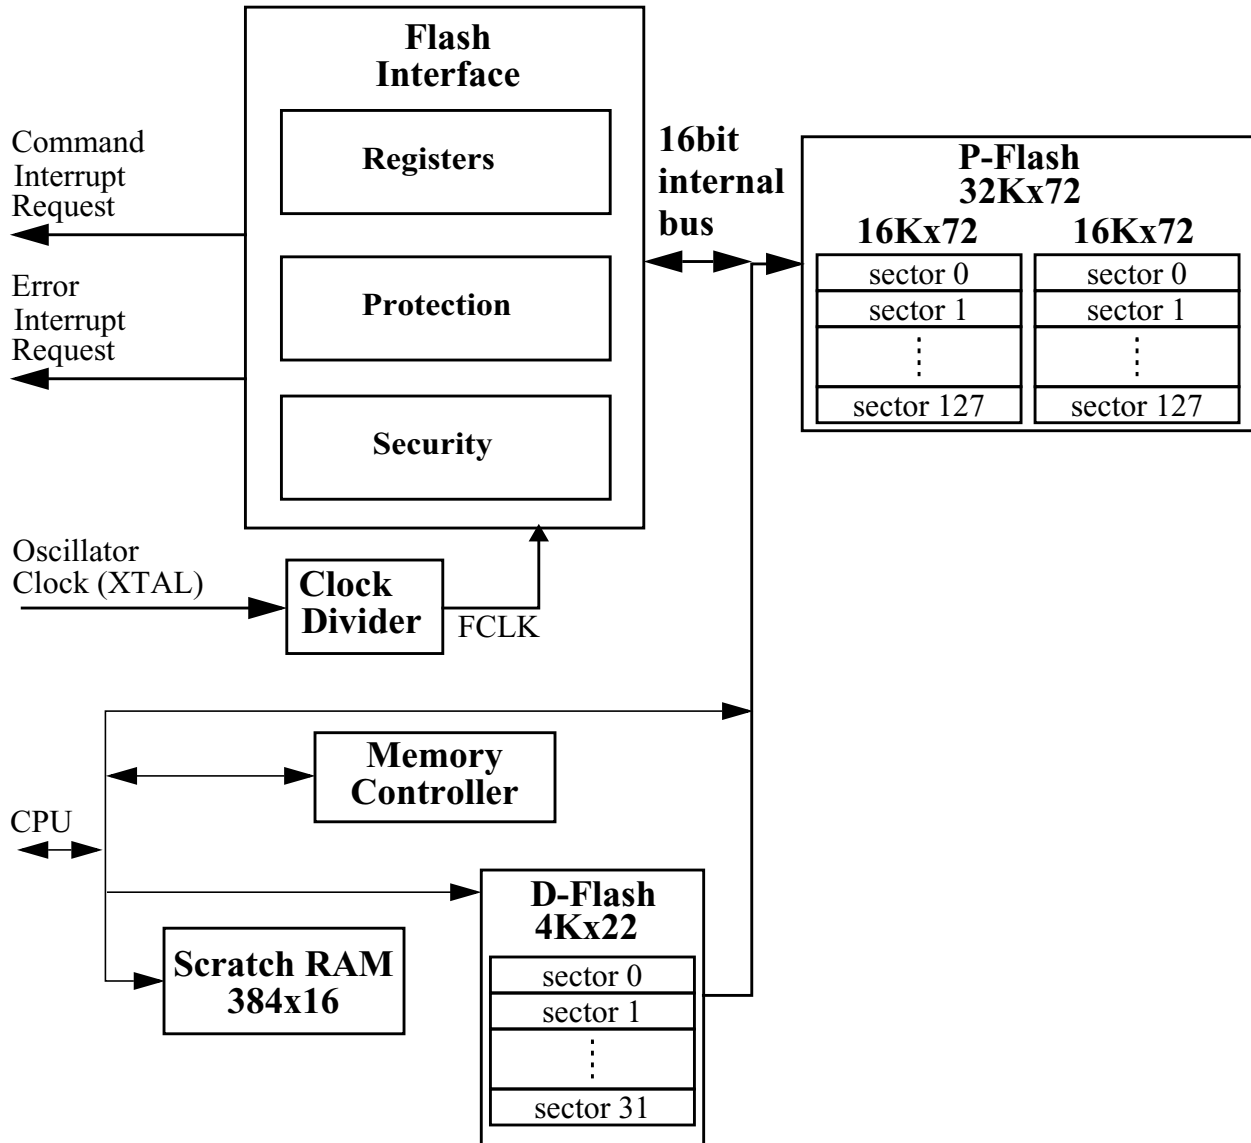 Flash
Interface
Registers
Protection
Security
Command
Interrupt
Request
Error
Interrupt
Request
16bit
internal
bus
P-Flash
32Kx72
16Kx72
16Kx72
sector 0
sector 0
sector 1
sector 1
sector 127
sector 127
Oscillator
Clock (XTAL)
Clock
Divider
FCLK
Memory
Controller
CPU
D-Flash
4Kx22
sector 0
sector 1
sector 31
Scratch RAM
384x16